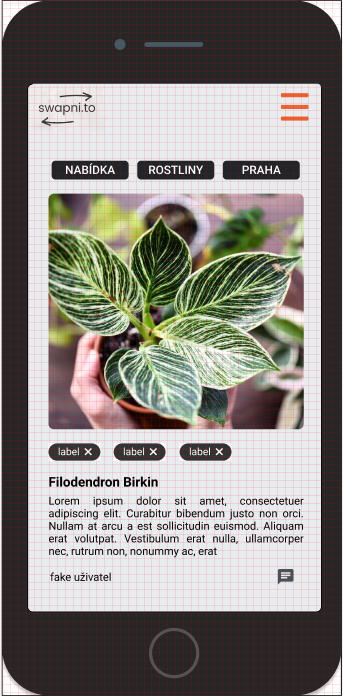 swapni.to
NABÍDKA ROSTLINY PRAHA
label label label
Filodendron Birkin
Lorem ipsum dolor sit amet, consectetuer
adipiscing elit. Curabitur bibendum justo non orci.
Nullam at arcu a est sollicitudin euismod. Aliquam
erat volutpat. Vestibulum erat nulla, ullamcorper
nec, rutrum non, nonummy ac, erat
fake uživatel